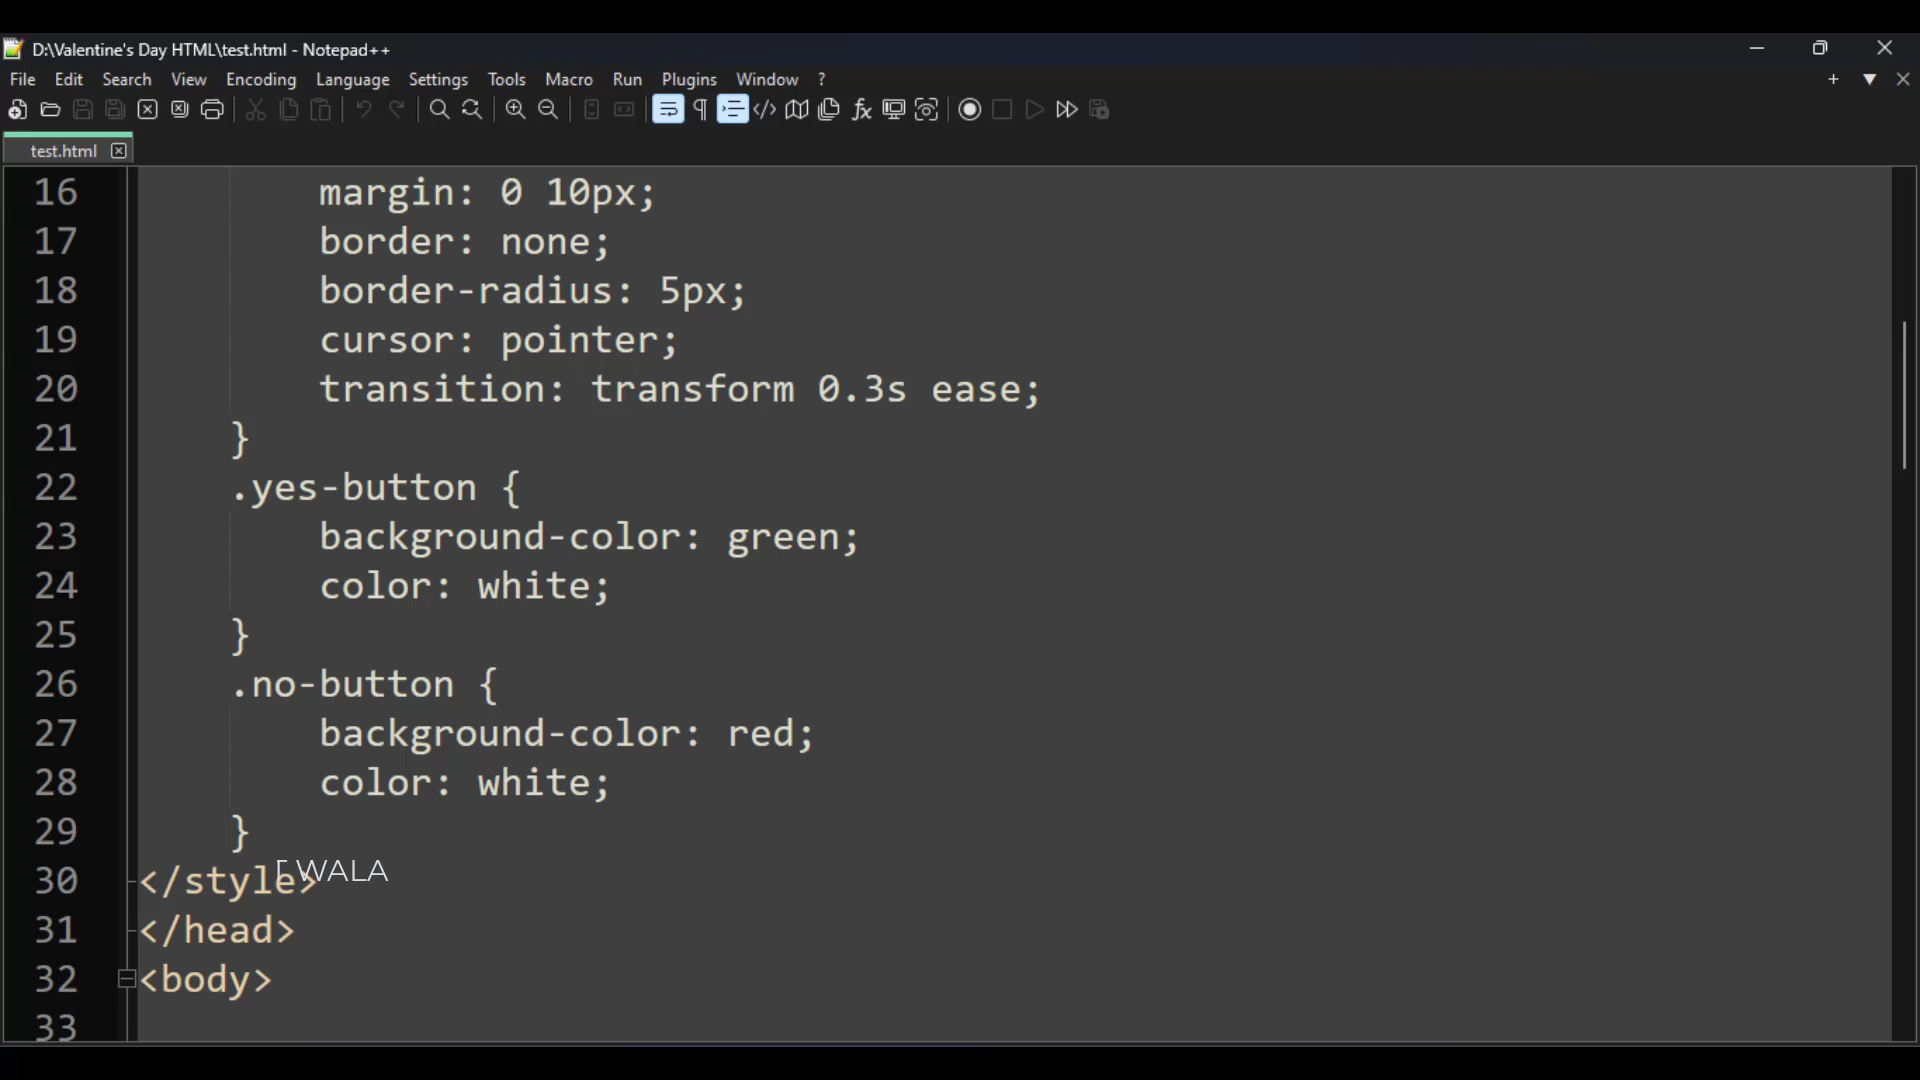 D:\Valentine's Day HTML\test.html - Notepad++
File Edit Search View Encoding Language Settings Tools Macro Run Plugins Window ?
test.html
16 margin: 0 10px;
17 border: none;
18 border-radius: 5px;
19 cursor: pointer;
20 transition: transform 0.3s ease;
21 }
22 .yes-button {
23 background-color: green;
24 color: white;
25 }
26 .no-button {
27 background-color: red;
28 color: white;
29 }
30 </style>
WALA
31 </head>
32 <body>
33